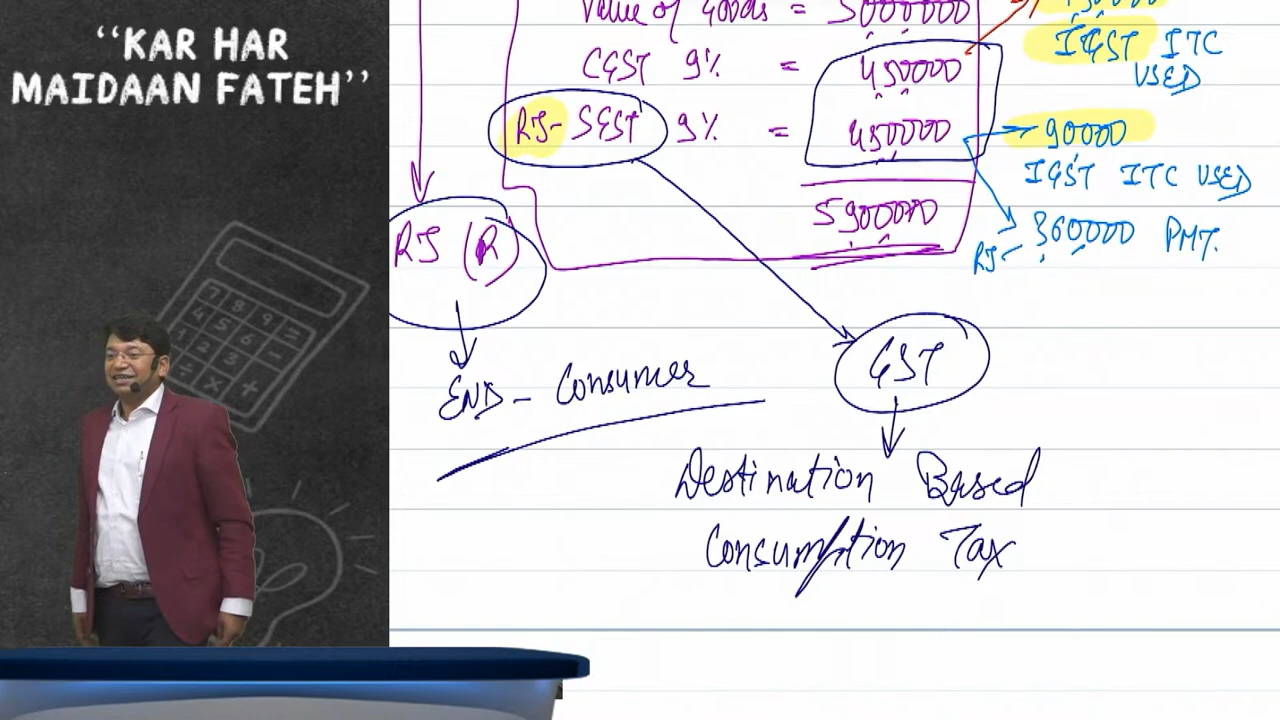 “KAR HAR
MAIDAAN FATEH”
Value of Goods = 5000000
CGST 9% = 450000
RJ- SGST 9% = 450000
5900000
IGST ITC
USED
90000
IGST ITC USED
RJ- 360000 PMT.
RJ (R)
END - Consumer
GST
Destination Based
Consumption Tax